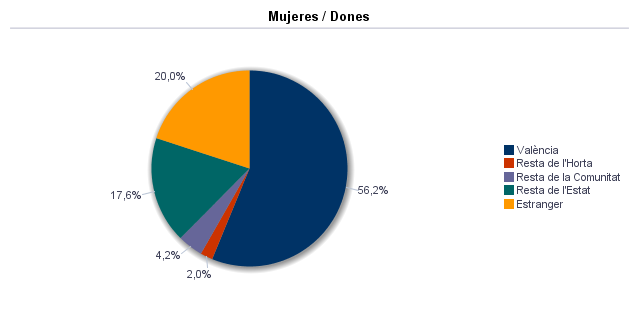 Mujeres / Dones
20,0%
56,2%
17,6%
4,2%
2,0%
València
Resta de l'Horta
Resta de la Comunitat
Resta de l'Estat
Estranger